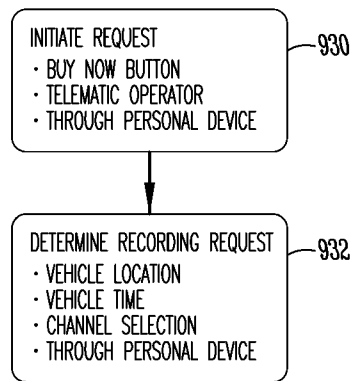 INITIATE REQUEST
· BUY NOW BUTTON
· TELEMATIC OPERATOR
· THROUGH PERSONAL DEVICE
930
DETERMINE RECORDING REQUEST
· VEHICLE LOCATION
· VEHICLE TIME
· CHANNEL SELECTION
· THROUGH PERSONAL DEVICE
932